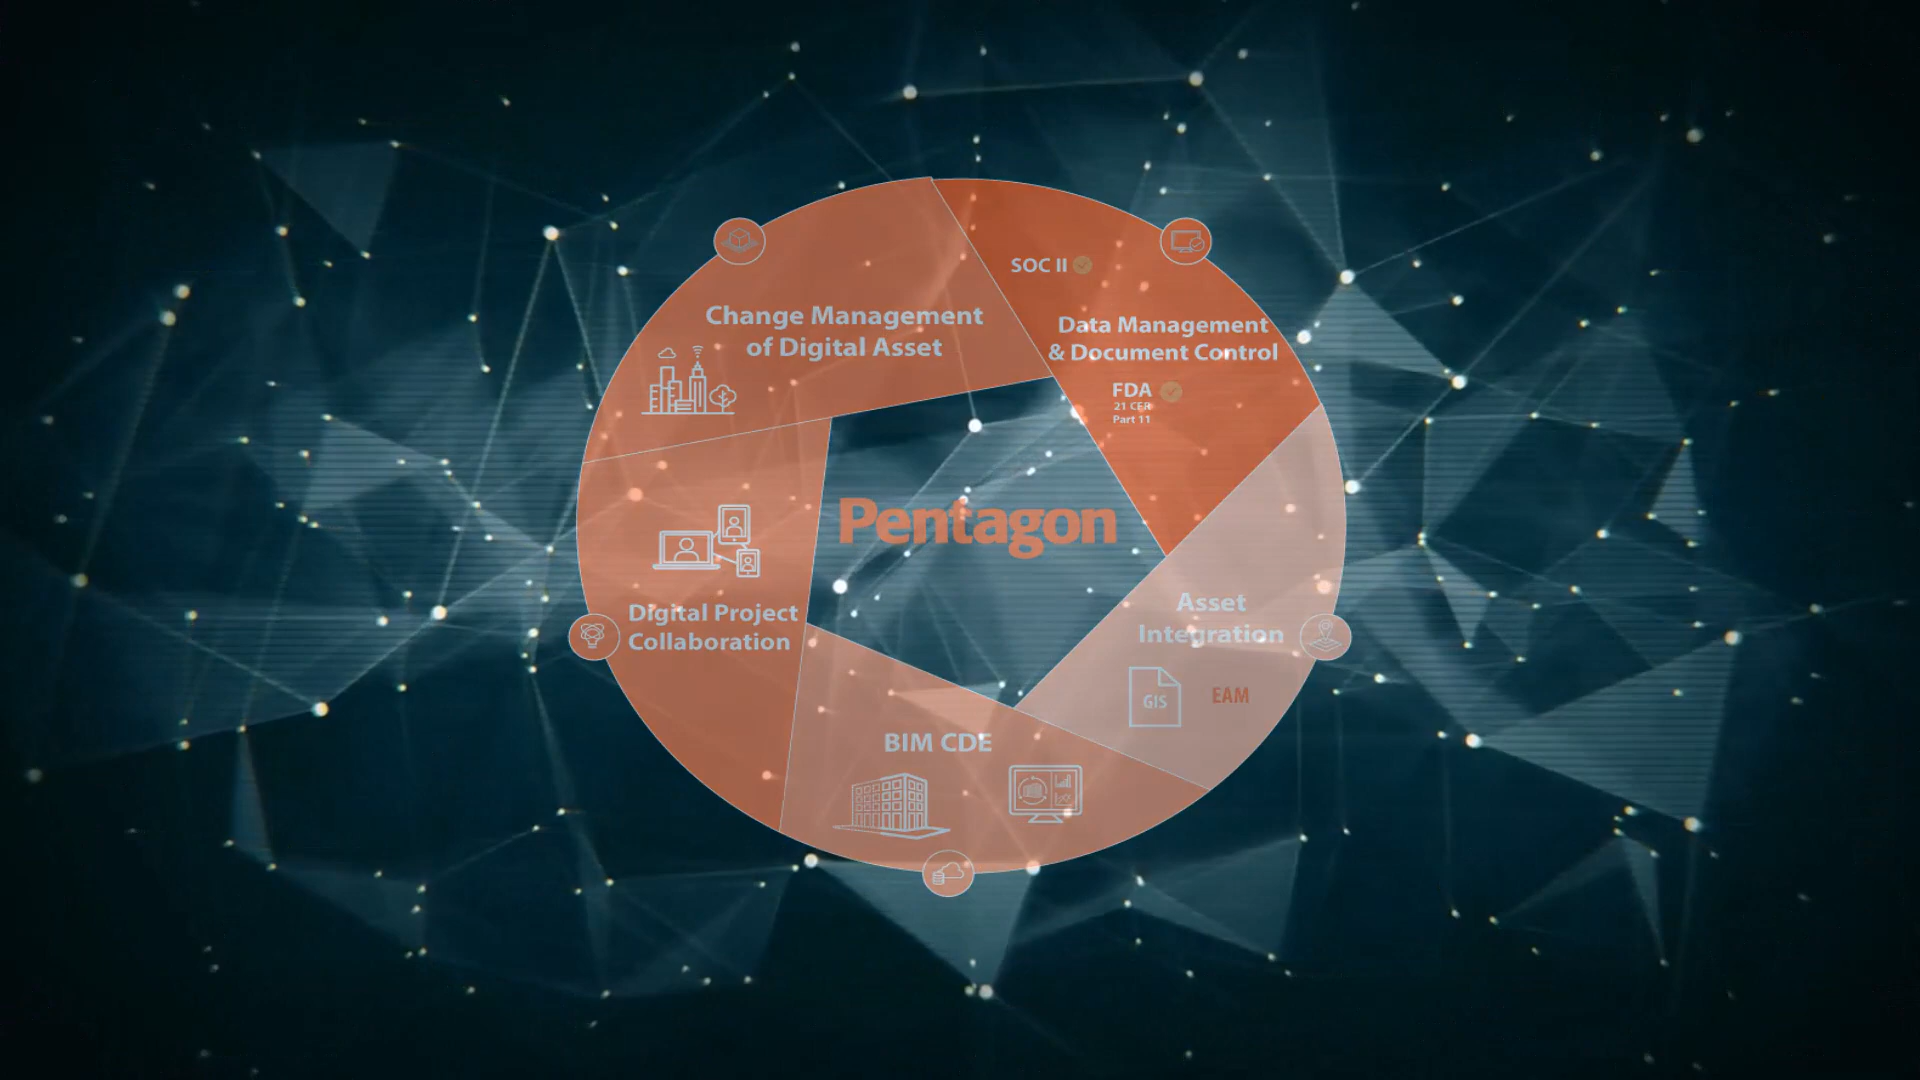 SOC II
Change Management
of Digital Asset
Data Management
& Document Control
FDA
21 CFR
Part 11
Pentagon
Digital Project
Collaboration
Asset
Integration
GIS
EAM
BIM CDE